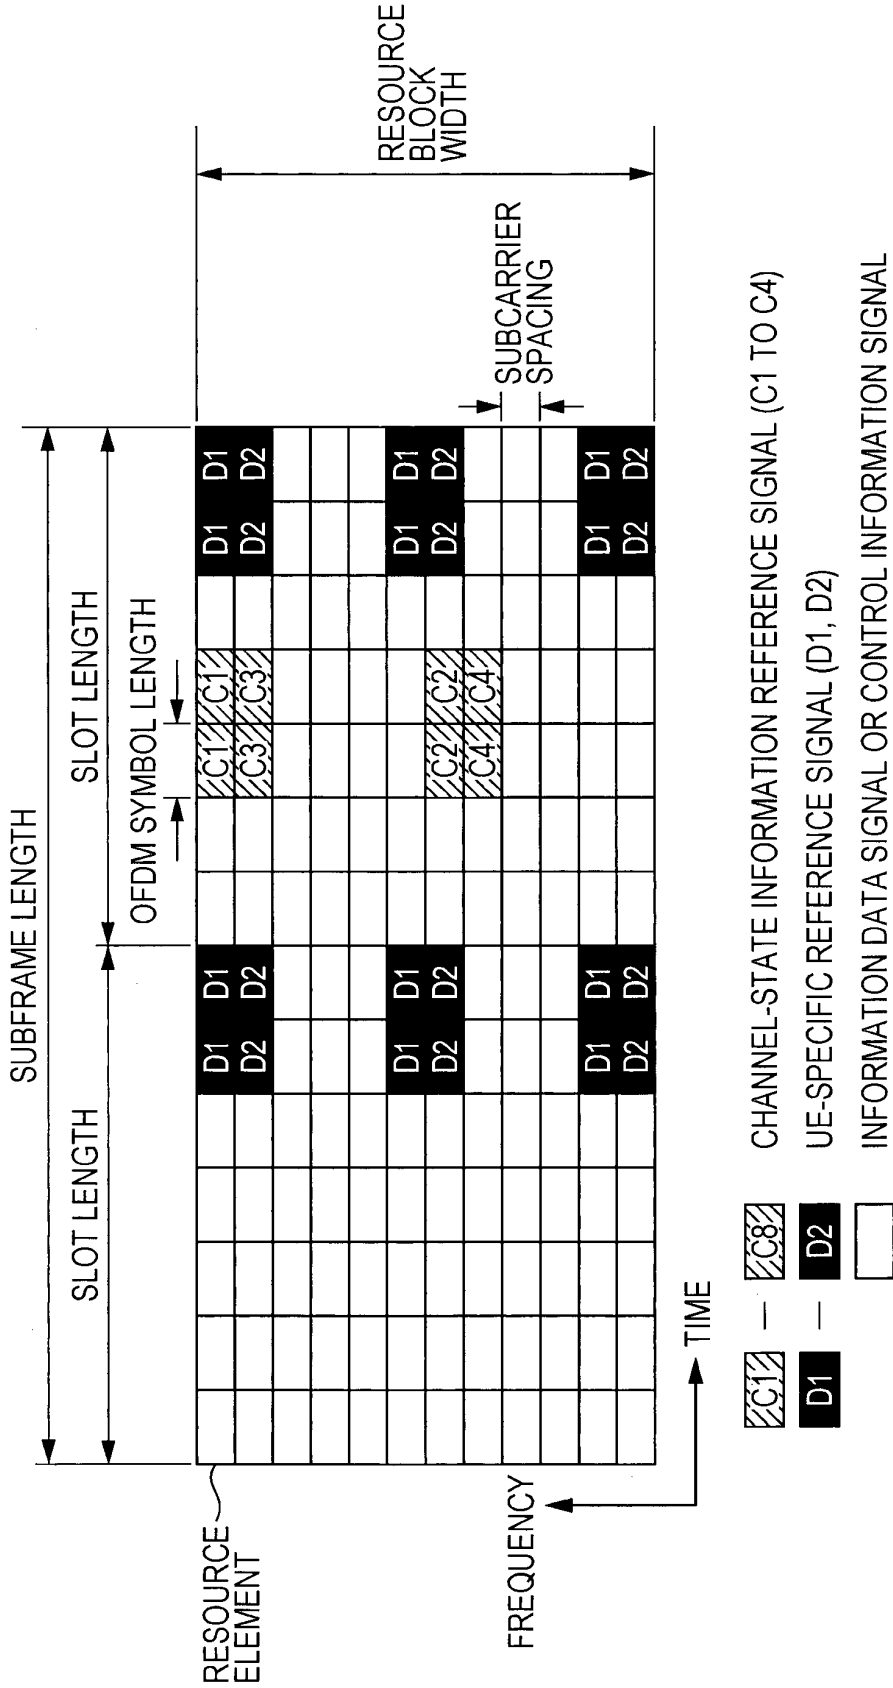 SUBFRAME LENGTH
SLOT LENGTH
SLOT LENGTH
OFDM SYMBOL LENGTH
RESOURCE
ELEMENT
D1 D1 C1 C1 D1 D1
D2 D2 C3 C3 D2 D2
D1 D1 D1 D1
D2 D2 C2 C2 D2 D2
C4 C4
D1 D1 D1 D1
D2 D2 D2 D2
RESOURCE
BLOCK
WIDTH
SUBCARRIER
SPACING
FREQUENCY
TIME
C1 — C8 CHANNEL-STATE INFORMATION REFERENCE SIGNAL (C1 TO C4)
D1 — D2 UE-SPECIFIC REFERENCE SIGNAL (D1, D2)
INFORMATION DATA SIGNAL OR CONTROL INFORMATION SIGNAL